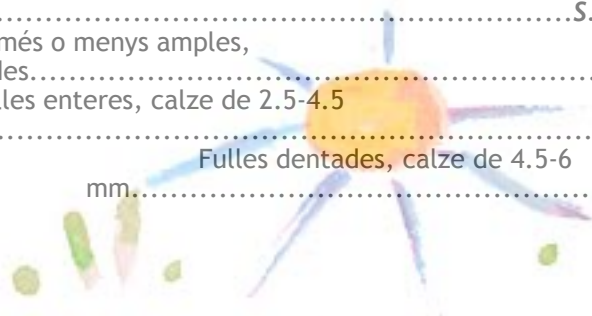 ....................................................................S.
més o menys amples,
des.....................................................................
lles enteres, calze de 2.5-4.5
........................................................................
Fulles dentades, calze de 4.5-6
mm........................................................